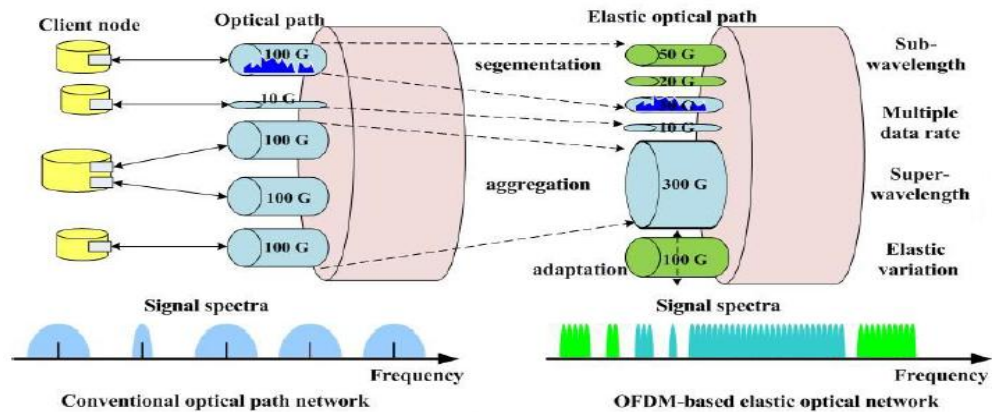 Client node
Optical path
100 G
10 G
100 G
100 G
100 G
segementation
aggregation
adaptation
Elastic optical path
50 G
20 G
10 G
300 G
100 G
Sub-
wavelength
Multiple
data rate
Super-
wavelength
Elastic
variation
Signal spectra
Frequency
Conventional optical path network
Signal spectra
Frequency
OFDM-based elastic optical network